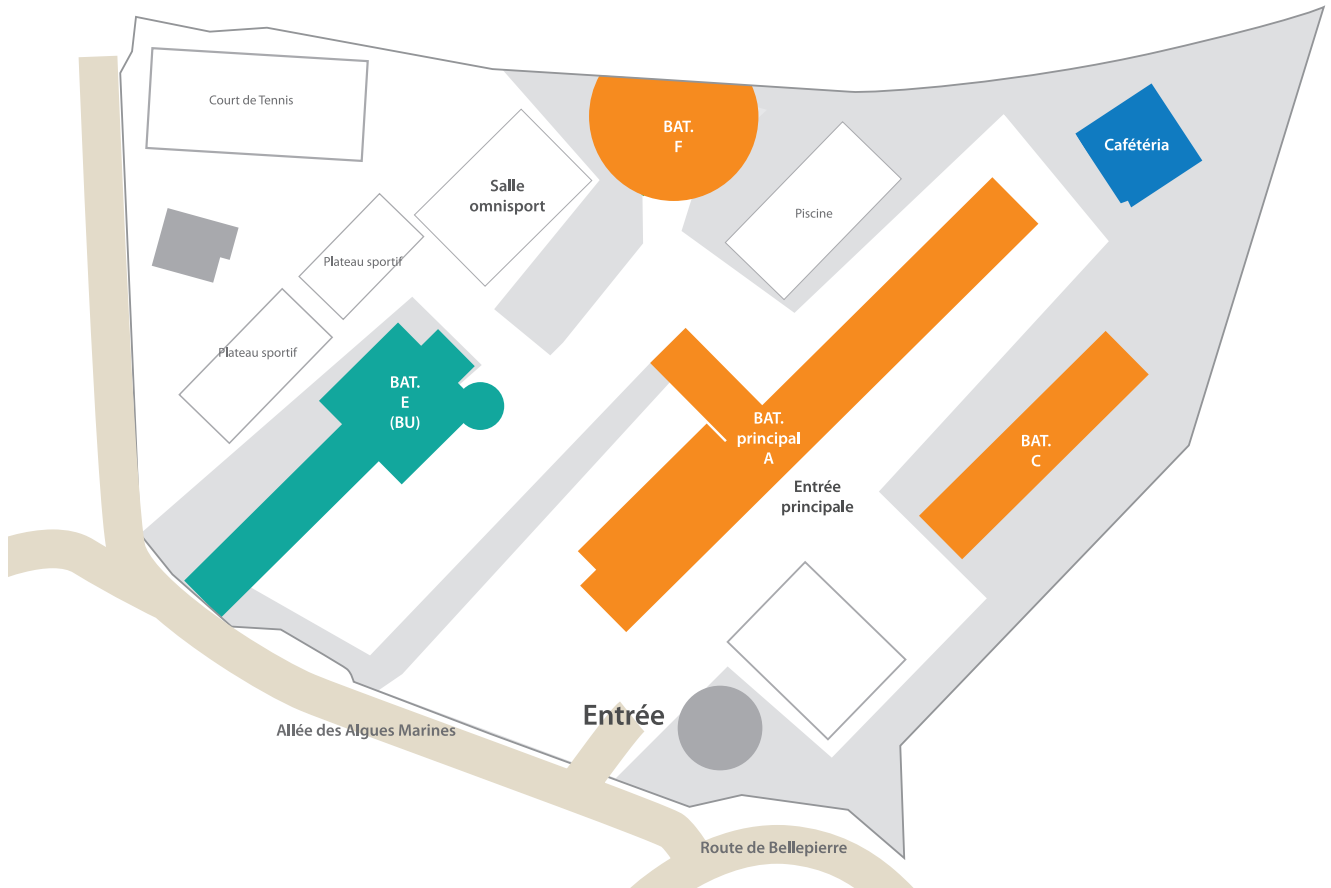 Court de Tennis
BAT.
F
Cafétéria
Salle
omnisport
Piscine
Plateau sportif
Plateau sportif
BAT.
E
(BU)
BAT.
principal
A
BAT.
C
Entrée
principale
Entrée
Allée des Algues Marines
Route de Bellepierre